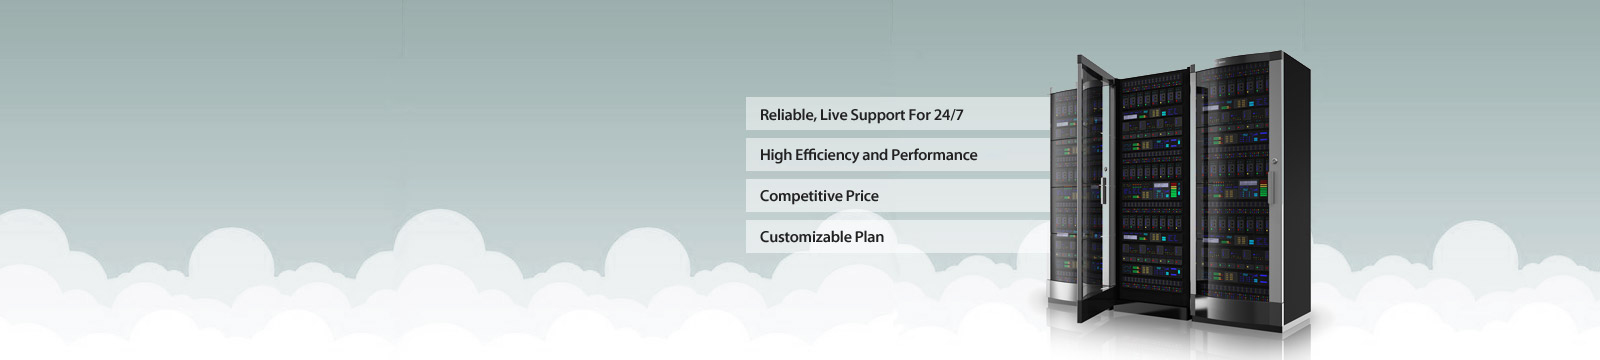 Reliable, Live Support For 24/7
High Efficiency and Performance
Competitive Price
Customizable Plan